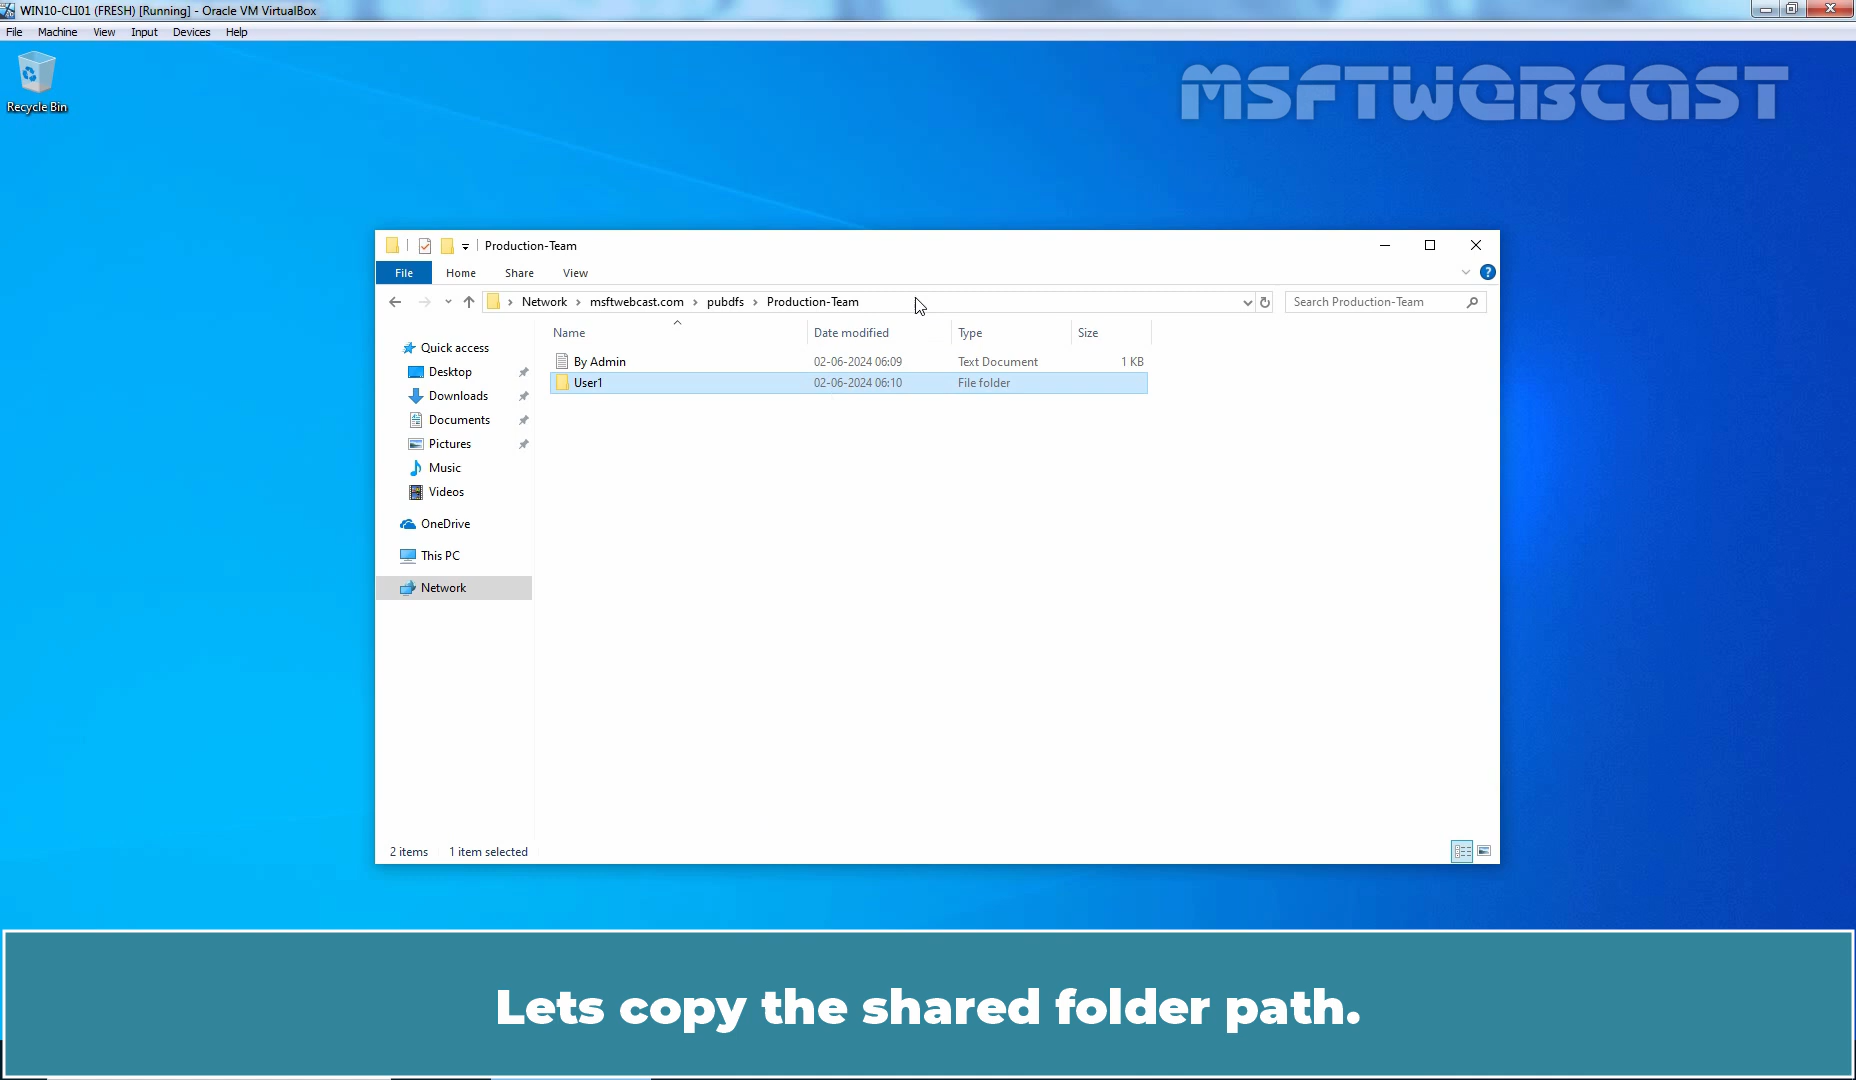 WIN10-CLI01 (FRESH) [Running] - Oracle VM VirtualBox
File Machine View Input Devices Help
Recycle Bin
MSFTWEBCAST
Production-Team
File Home Share View
Network > msftwebcast.com > pubdfs > Production-Team
Search Production-Team
Name Date modified Type Size
By Admin 02-06-2024 06:09 Text Document 1 KB
User1 02-06-2024 06:10 File folder
Quick access
Desktop
Downloads
Documents
Pictures
Music
Videos
OneDrive
This PC
Network
2 items 1 item selected
Lets copy the shared folder path.